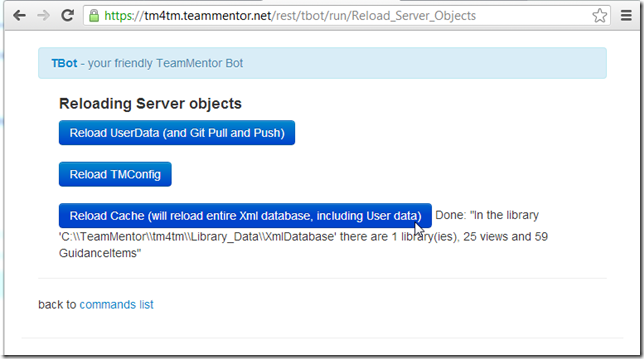 https://tm4tm.teammentor.net/rest/tbot/run/Reload_Server_Objects
TBot - your friendly TeamMentor Bot
Reloading Server objects
Reload UserData (and Git Pull and Push)
Reload TMConfig
Reload Cache (will reload entire Xml database, including User data) Done: "In the library
'C:\\TeamMentor\\tm4tm\\Library_Data\\XmlDatabase' there are 1 library(ies), 25 views and 59
GuidanceItems"
back to commands list